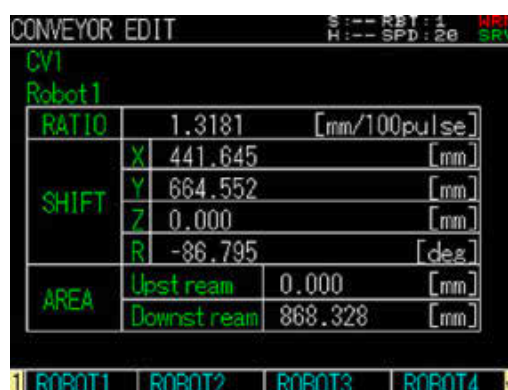 CONVEYOR EDIT S:-- RBT:1
H:-- SPD:20
CV1
Robot1
RATIO 1.3181 [mm/100pulse]
SHIFT
X 441.645 [mm]
Y 664.552 [mm]
Z 0.000 [mm]
R -86.795 [deg]
AREA
Upstream 0.000 [mm]
Downstream 868.328 [mm]
1 ROBOT1 ROBOT2 ROBOT3 ROBOT4